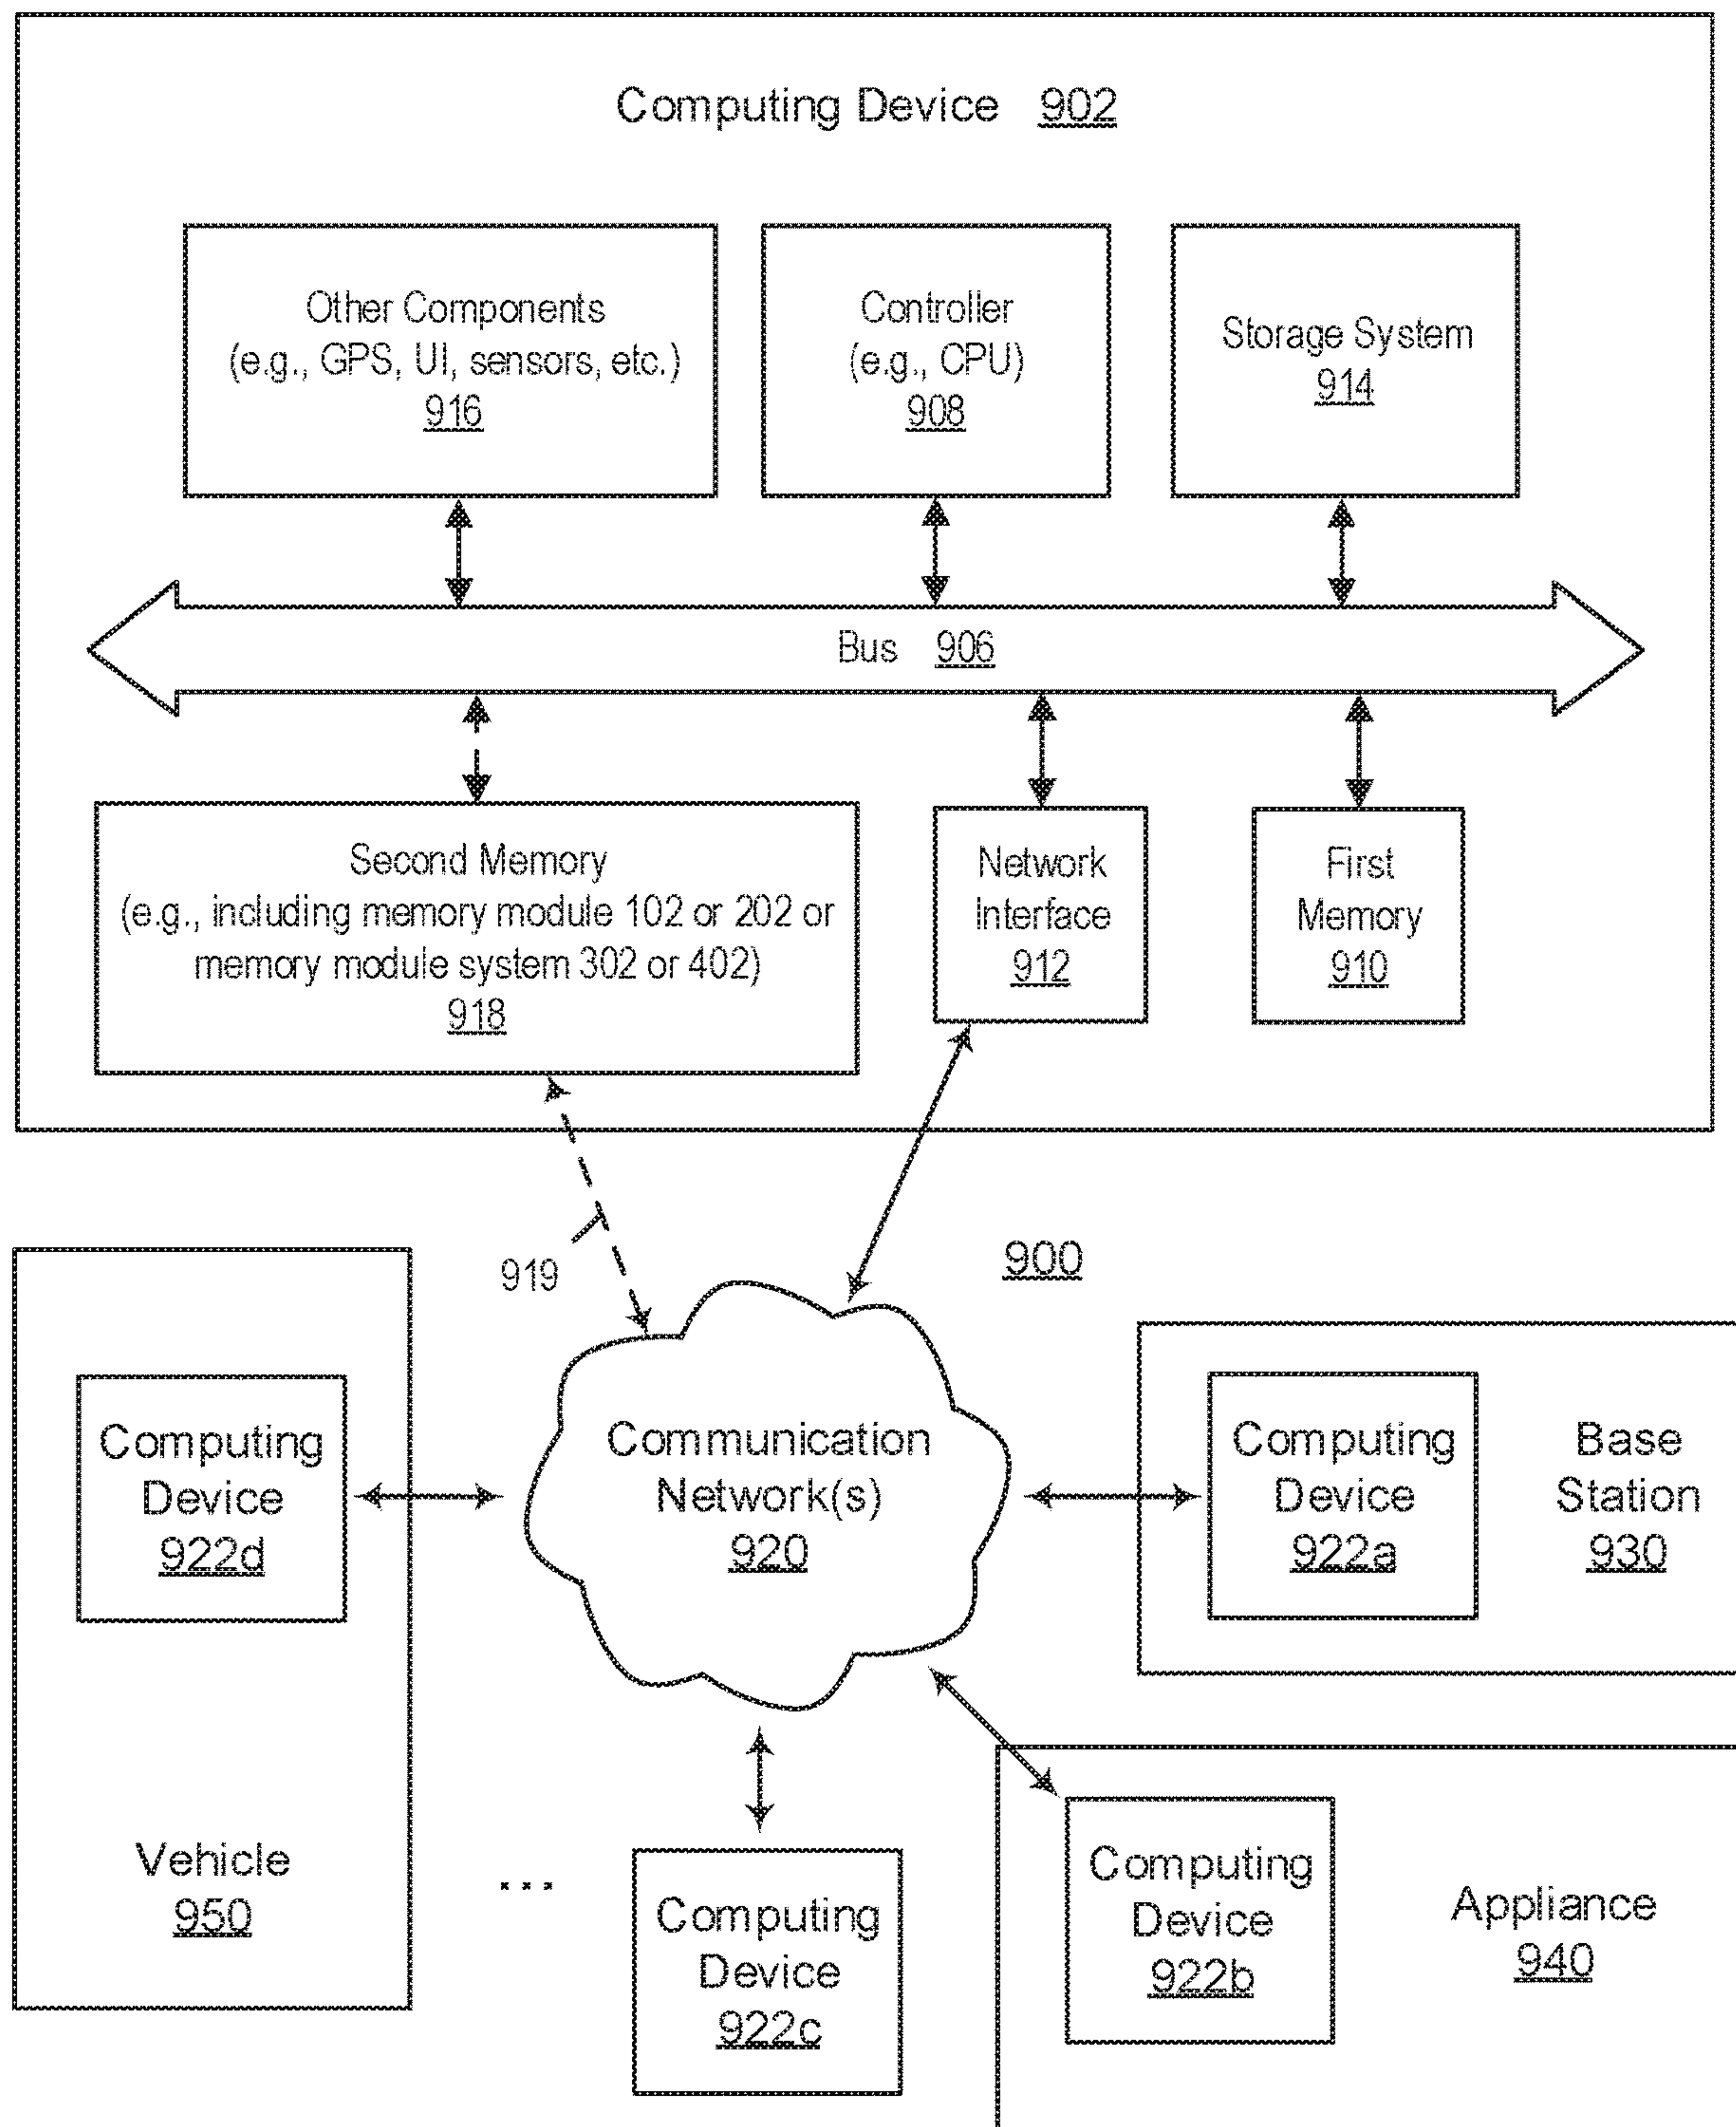 Computing Device 902
Other Components
(e.g., GPS, UI, sensors, etc.)
916
Controller
(e.g., CPU)
908
Storage System
914
Bus 906
Second Memory
(e.g., including memory module 102 or 202 or
memory module system 302 or 402)
918
Network
Interface
912
First
Memory
910
919
900
Computing
Device
922d
Vehicle
950
Communication
Network(s)
920
Computing
Device
922a
Base
Station
930
...
Computing
Device
922c
Computing
Device
922b
Appliance
940